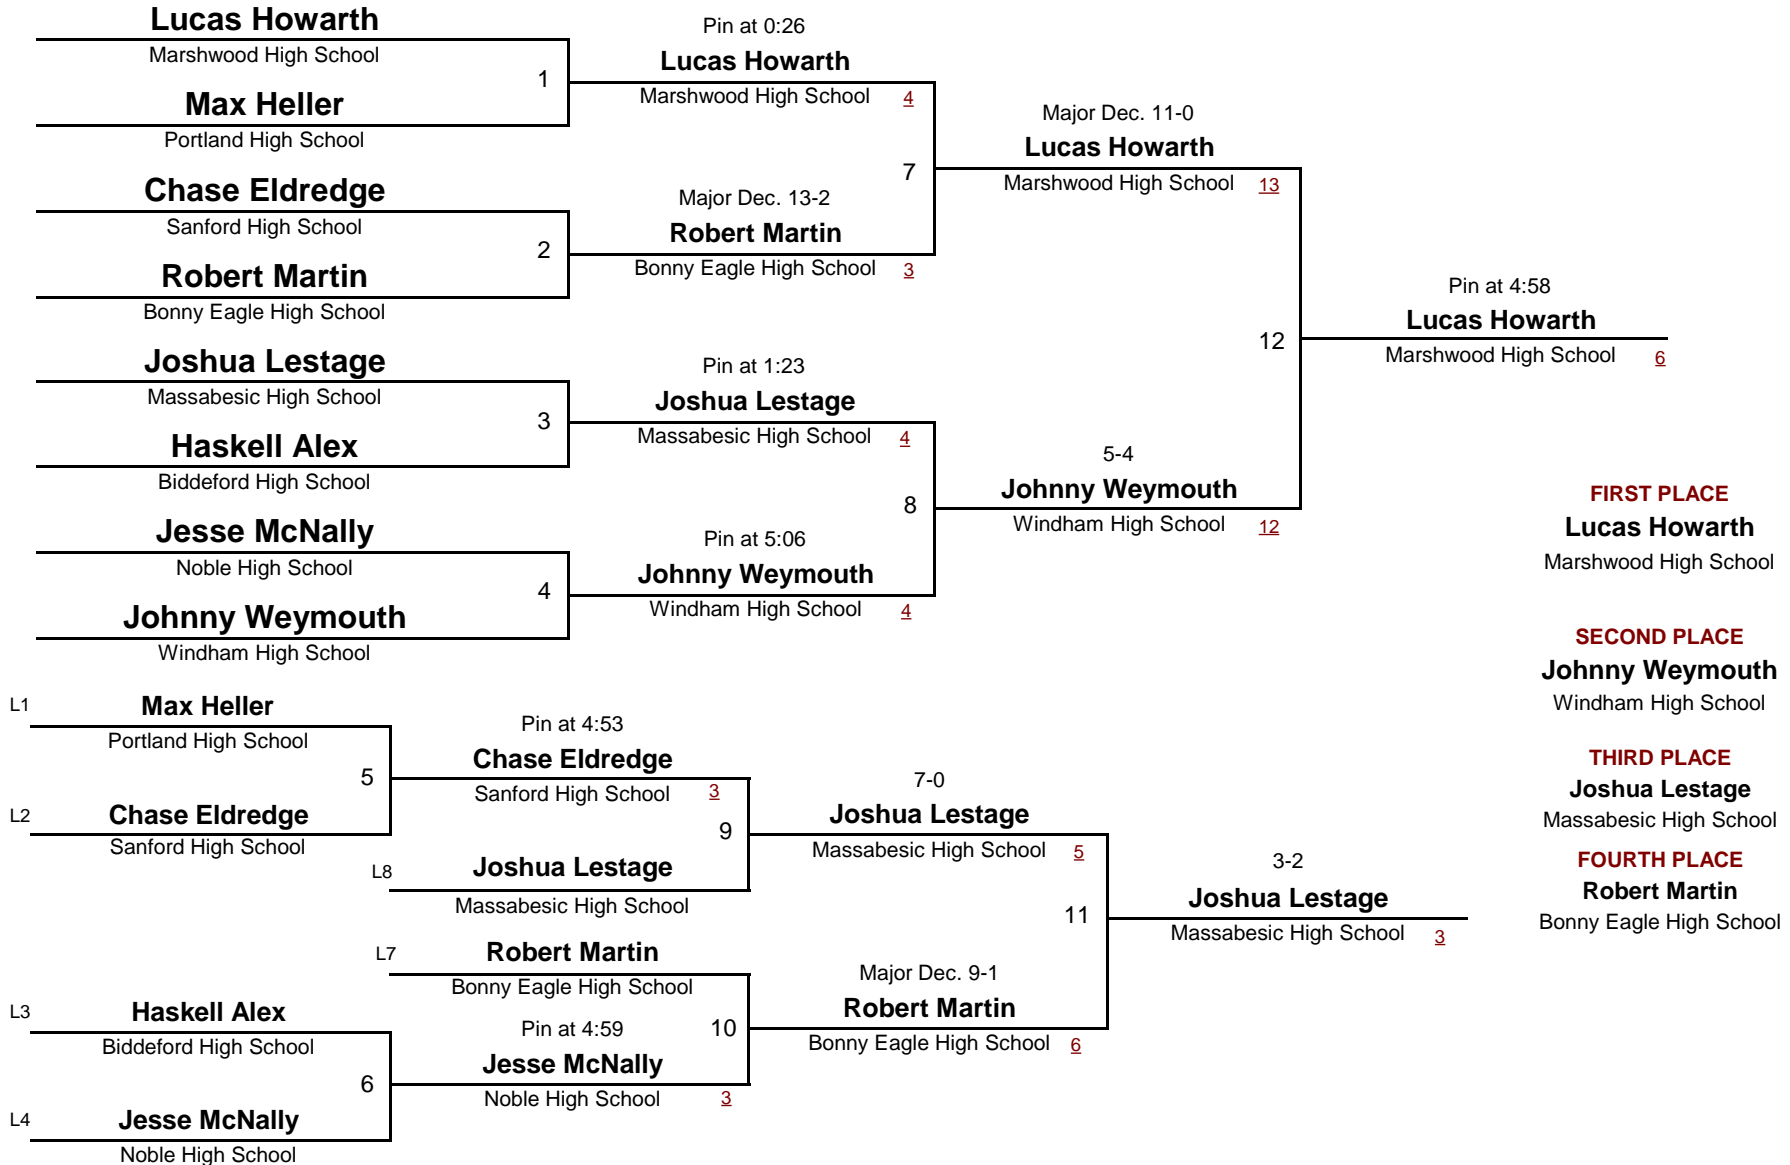 Lucas Howarth
Marshwood High School
1
Max Heller
Portland High School
Chase Eldredge
Sanford High School
2
Robert Martin
Bonny Eagle High School
Joshua Lestage
Massabesic High School
3
Haskell Alex
Biddeford High School
Jesse McNally
Noble High School
4
Johnny Weymouth
Windham High School
Pin at 0:26
Lucas Howarth
Marshwood High School 4
7
Major Dec. 13-2
Robert Martin
Bonny Eagle High School 3
Pin at 1:23
Joshua Lestage
Massabesic High School 4
8
Pin at 5:06
Johnny Weymouth
Windham High School 4
Major Dec. 11-0
Lucas Howarth
Marshwood High School 13
12
5-4
Johnny Weymouth
Windham High School 12
Pin at 4:58
Lucas Howarth
Marshwood High School 6
FIRST PLACE
Lucas Howarth
Marshwood High School
SECOND PLACE
Johnny Weymouth
Windham High School
THIRD PLACE
Joshua Lestage
Massabesic High School
FOURTH PLACE
Robert Martin
Bonny Eagle High School
L1 Max Heller
Portland High School
5
L2 Chase Eldredge
Sanford High School
L3 Haskell Alex
Biddeford High School
6
L4 Jesse McNally
Noble High School
Pin at 4:53
Chase Eldredge
Sanford High School 3
9
L8 Joshua Lestage
Massabesic High School
L7 Robert Martin
Bonny Eagle High School
10
Pin at 4:59
Jesse McNally
Noble High School 3
7-0
Joshua Lestage
Massabesic High School 5
11
Major Dec. 9-1
Robert Martin
Bonny Eagle High School 6
3-2
Joshua Lestage
Massabesic High School 3